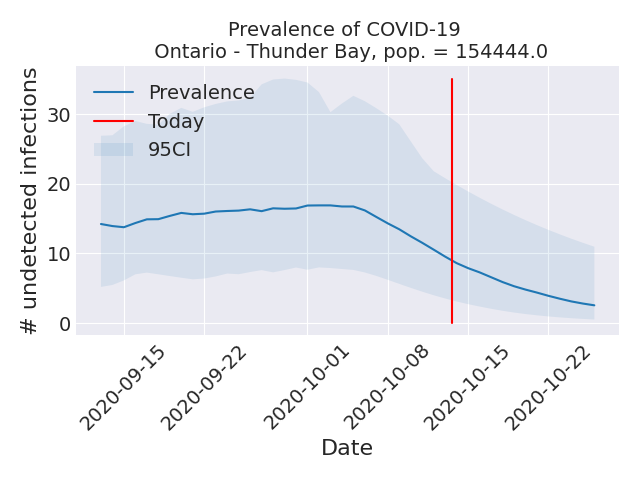 Prevalence of COVID-19
Ontario - Thunder Bay, pop. = 154444.0
# undetected infections
30
20
10
0
Prevalence
Today
95CI
2020-09-15
2020-09-22
2020-10-01
2020-10-08
2020-10-15
2020-10-22
Date